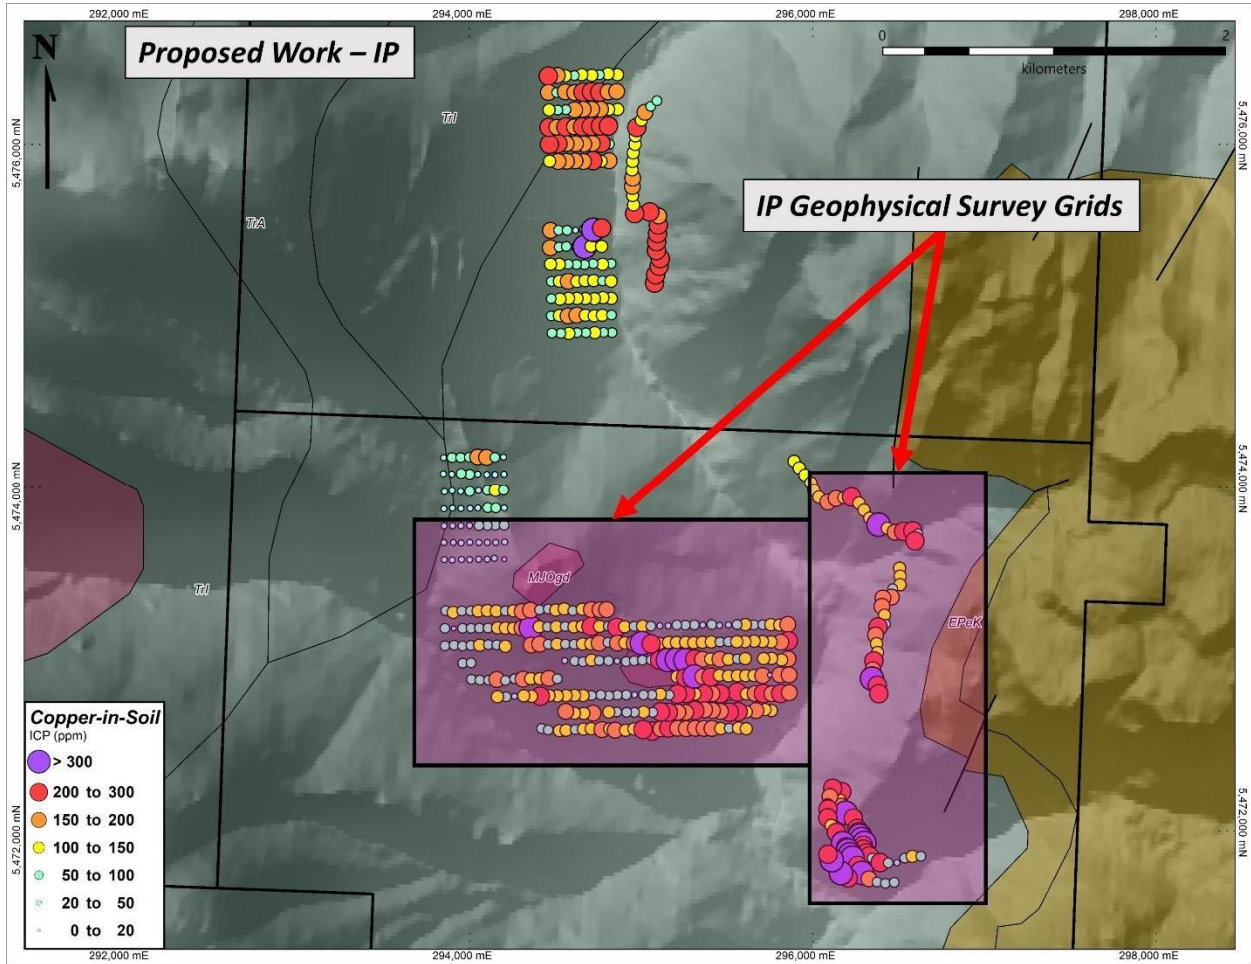 292,000 mE
294,000 mE
296,000 mE
298,000 mE
N
Proposed Work – IP
0
2
kilometers
TrI
5,476,000 mN
5,476,000 mN
IP Geophysical Survey Grids
TrA
5,474,000 mN
5,474,000 mN
MJOgd
TrI
EPeK
Copper-in-Soil
ICP (ppm)
> 300
200 to 300
150 to 200
100 to 150
50 to 100
20 to 50
0 to 20
5,472,000 mN
5,472,000 mN
292,000 mE
294,000 mE
296,000 mE
298,000 mE